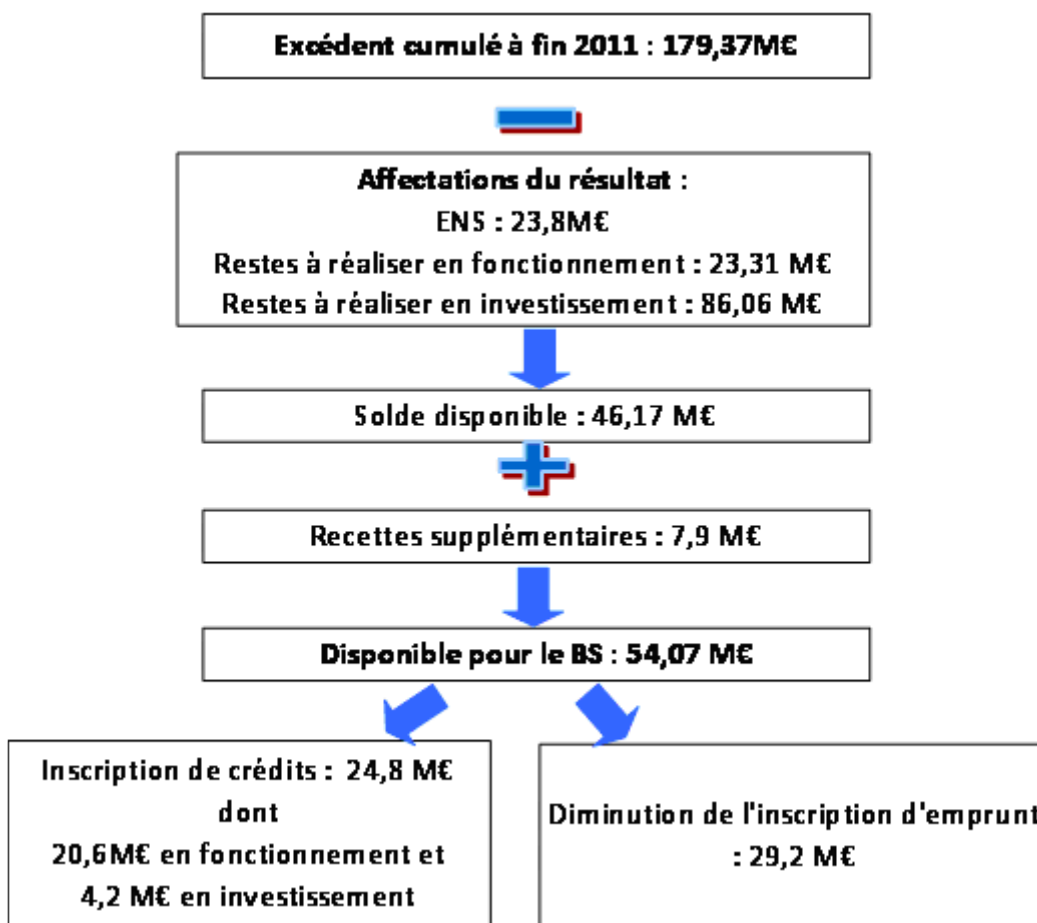 Excédent cumulé à fin 2011 : 179,37M€
Affectations du résultat :
ENS : 23,8M€
Restes à réaliser en fonctionnement : 23,31 M€
Restes à réaliser en investissement : 86,06 M€
Solde disponible : 46,17 M€
Recettes supplémentaires : 7,9 M€
Disponible pour le BS : 54,07 M€
Inscription de crédits : 24,8 M€
dont
20,6M€ en fonctionnement et
4,2 M€ en investissement
Diminution de l'inscription d'emprunt
: 29,2 M€